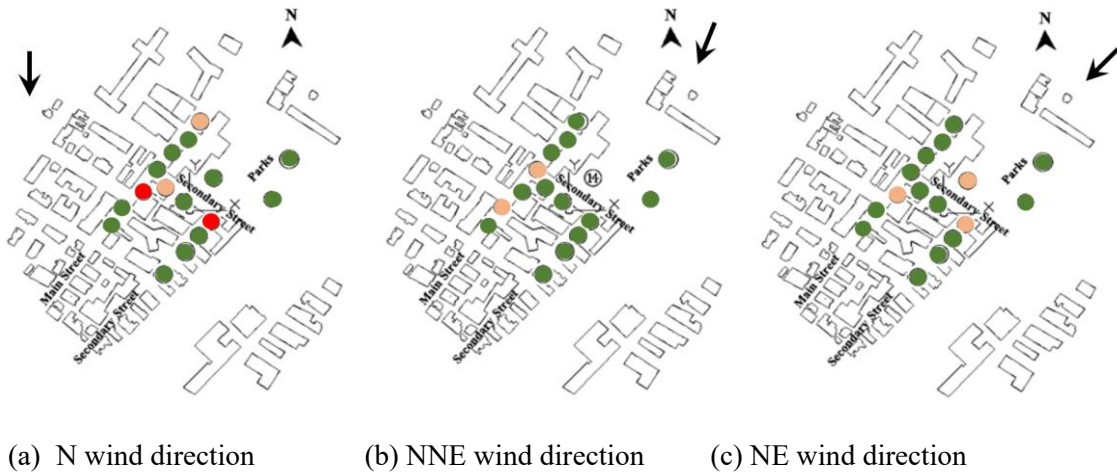 N
N
N
Parks
Secondary Street
Main Street
Secondary Street
14
Parks
Secondary Street
Main Street
Secondary Street
Parks
Secondary Street
Main Street
Secondary Street
(a) N wind direction
(b) NNE wind direction
(c) NE wind direction